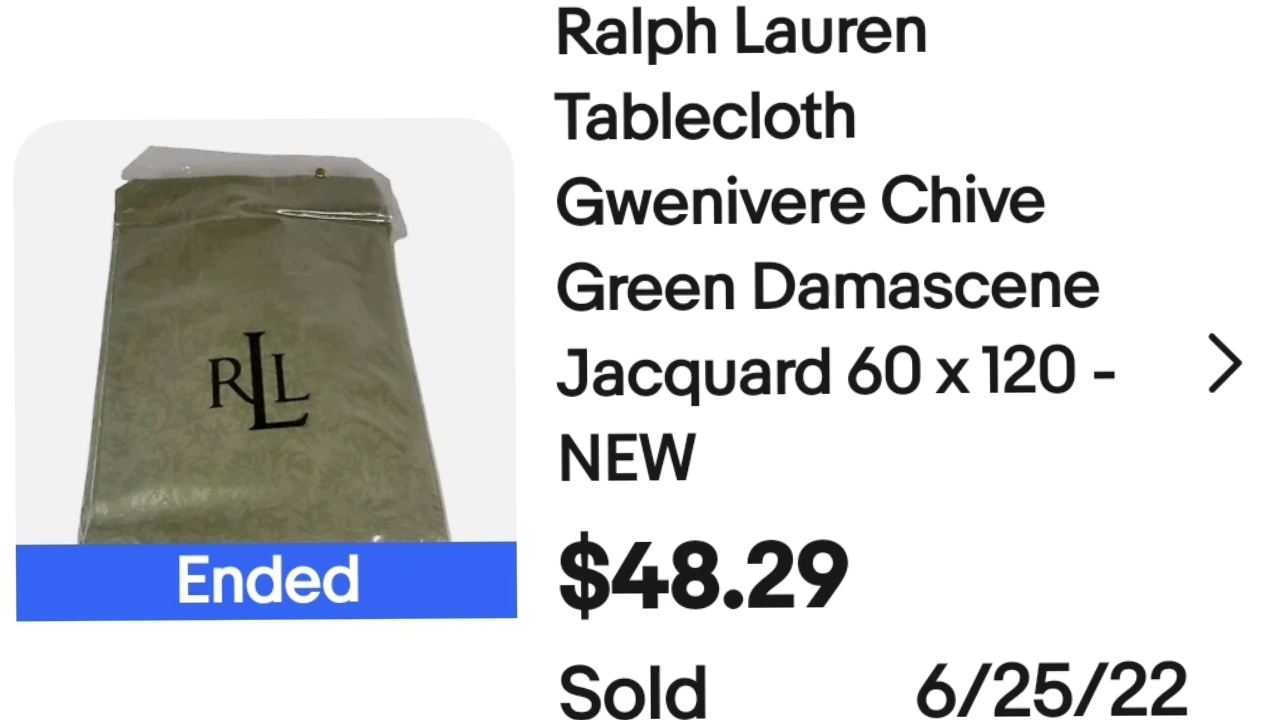 Ralph Lauren
Tablecloth
Gwenivere Chive
Green Damascene
Jacquard 60 x 120 -
NEW
$48.29
Sold 6/25/22
RLL
Ended